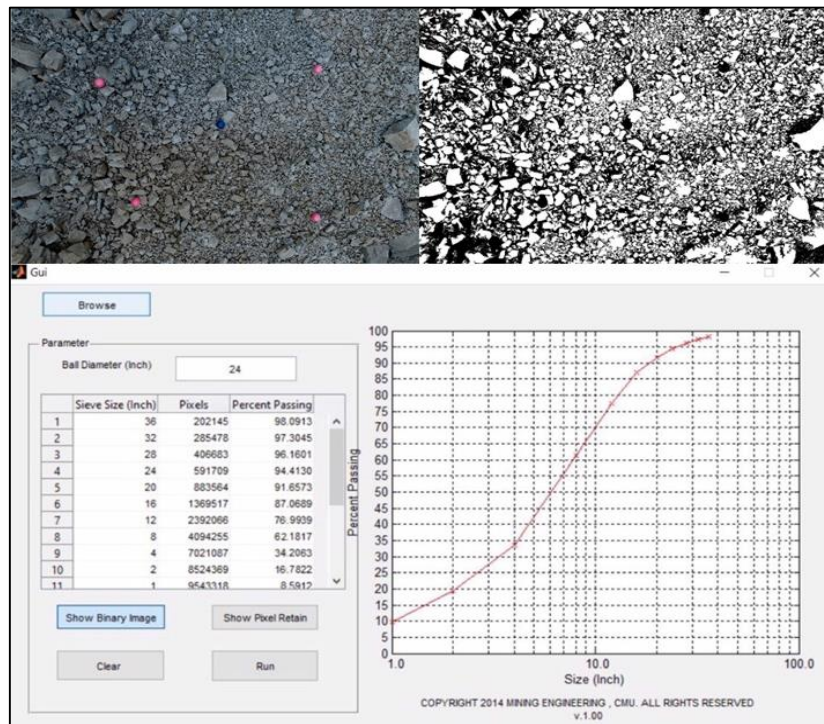 Gui
Browse
Parameter
Ball Diameter (Inch)
24
Sieve Size (Inch) Pixels Percent Passing
1 36 202145 98.0913
2 32 285478 97.3045
3 28 406683 96.1601
4 24 591709 94.4130
5 20 883564 91.6573
6 16 1369517 87.0689
7 12 2392066 76.9939
8 8 4094255 62.1817
9 4 7021087 34.2063
10 2 8524369 16.7822
11 1 9543318 8.5912
Show Binary Image Show Pixel Retain
Clear Run
Percent Passing
100
95
90
85
80
75
70
65
60
55
50
45
40
35
30
25
20
15
10
5
0
1.0 10.0 100.0
Size (Inch)
COPYRIGHT 2014 MINING ENGINEERING , CMU. ALL RIGHTS RESERVED
v.1.00